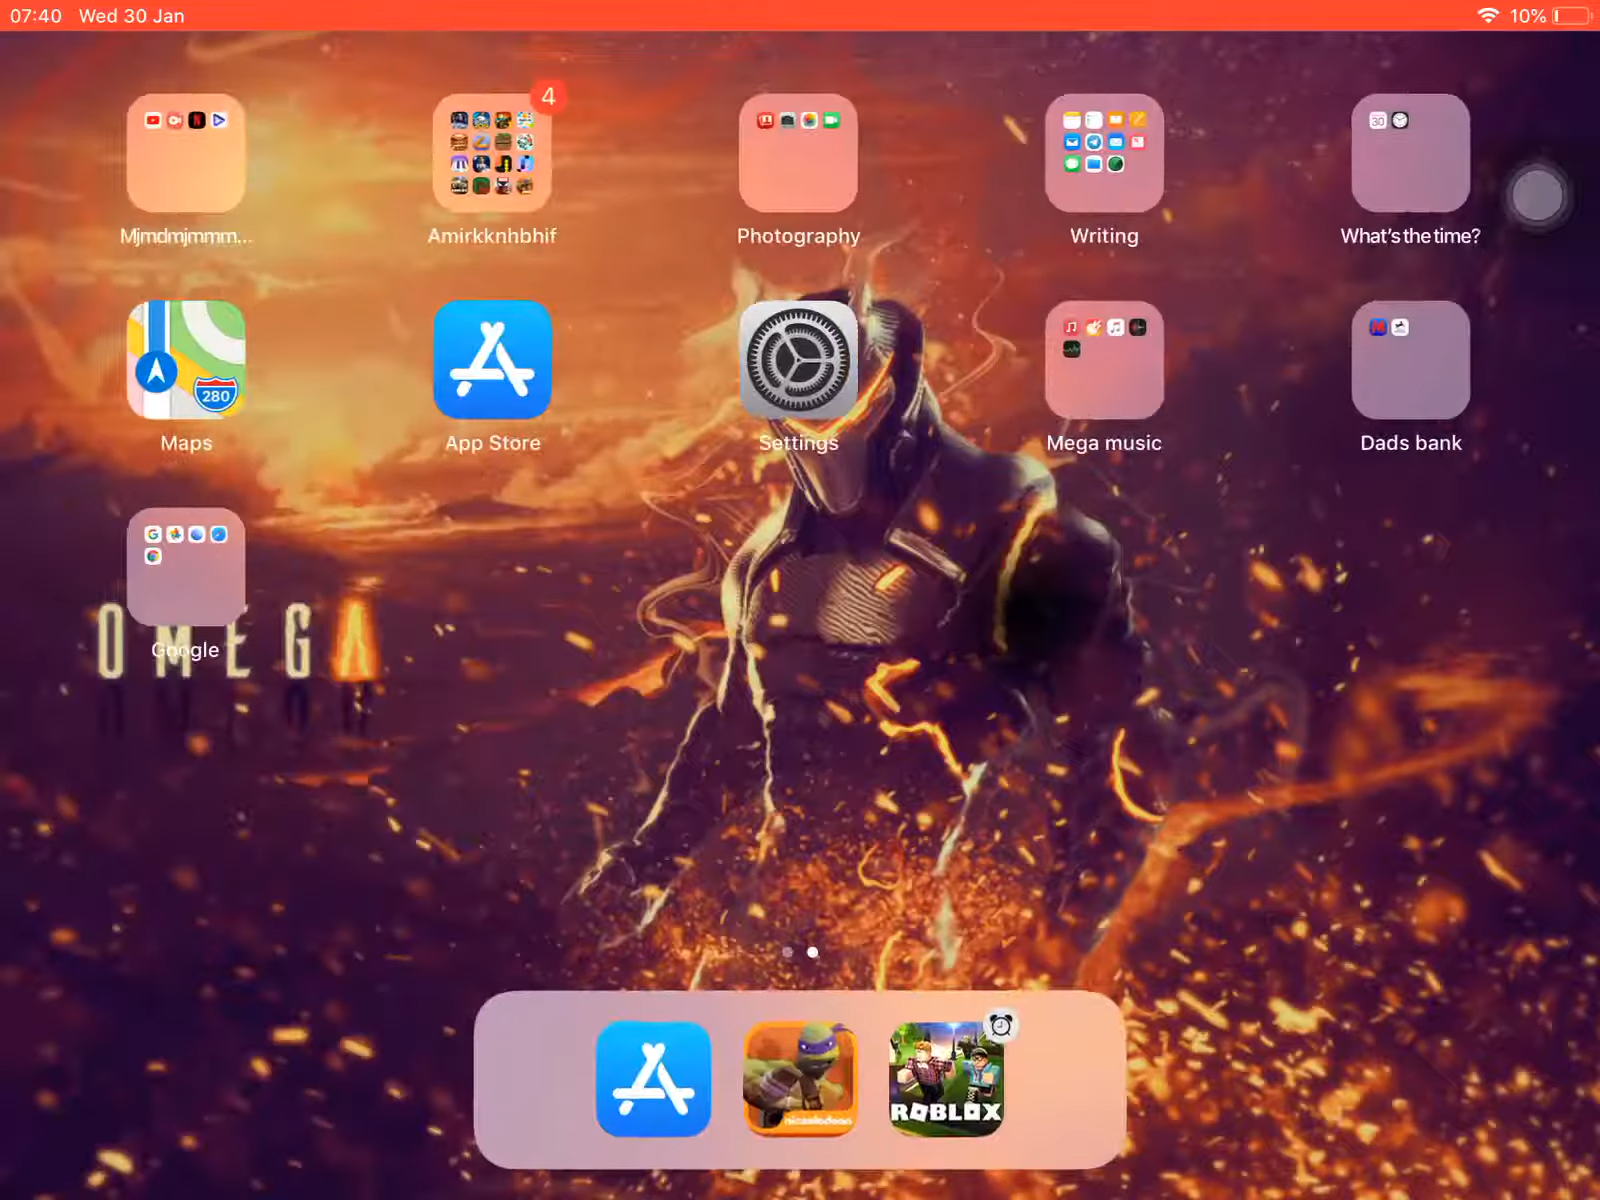 07:40 Wed 30 Jan 10%
4
Mjmdmjmmm... Amirkknhbhif Photography Writing What's the time?
280
Maps App Store Settings Mega music Dads bank
Google
OMEGA
nickelodeon ROBLOX